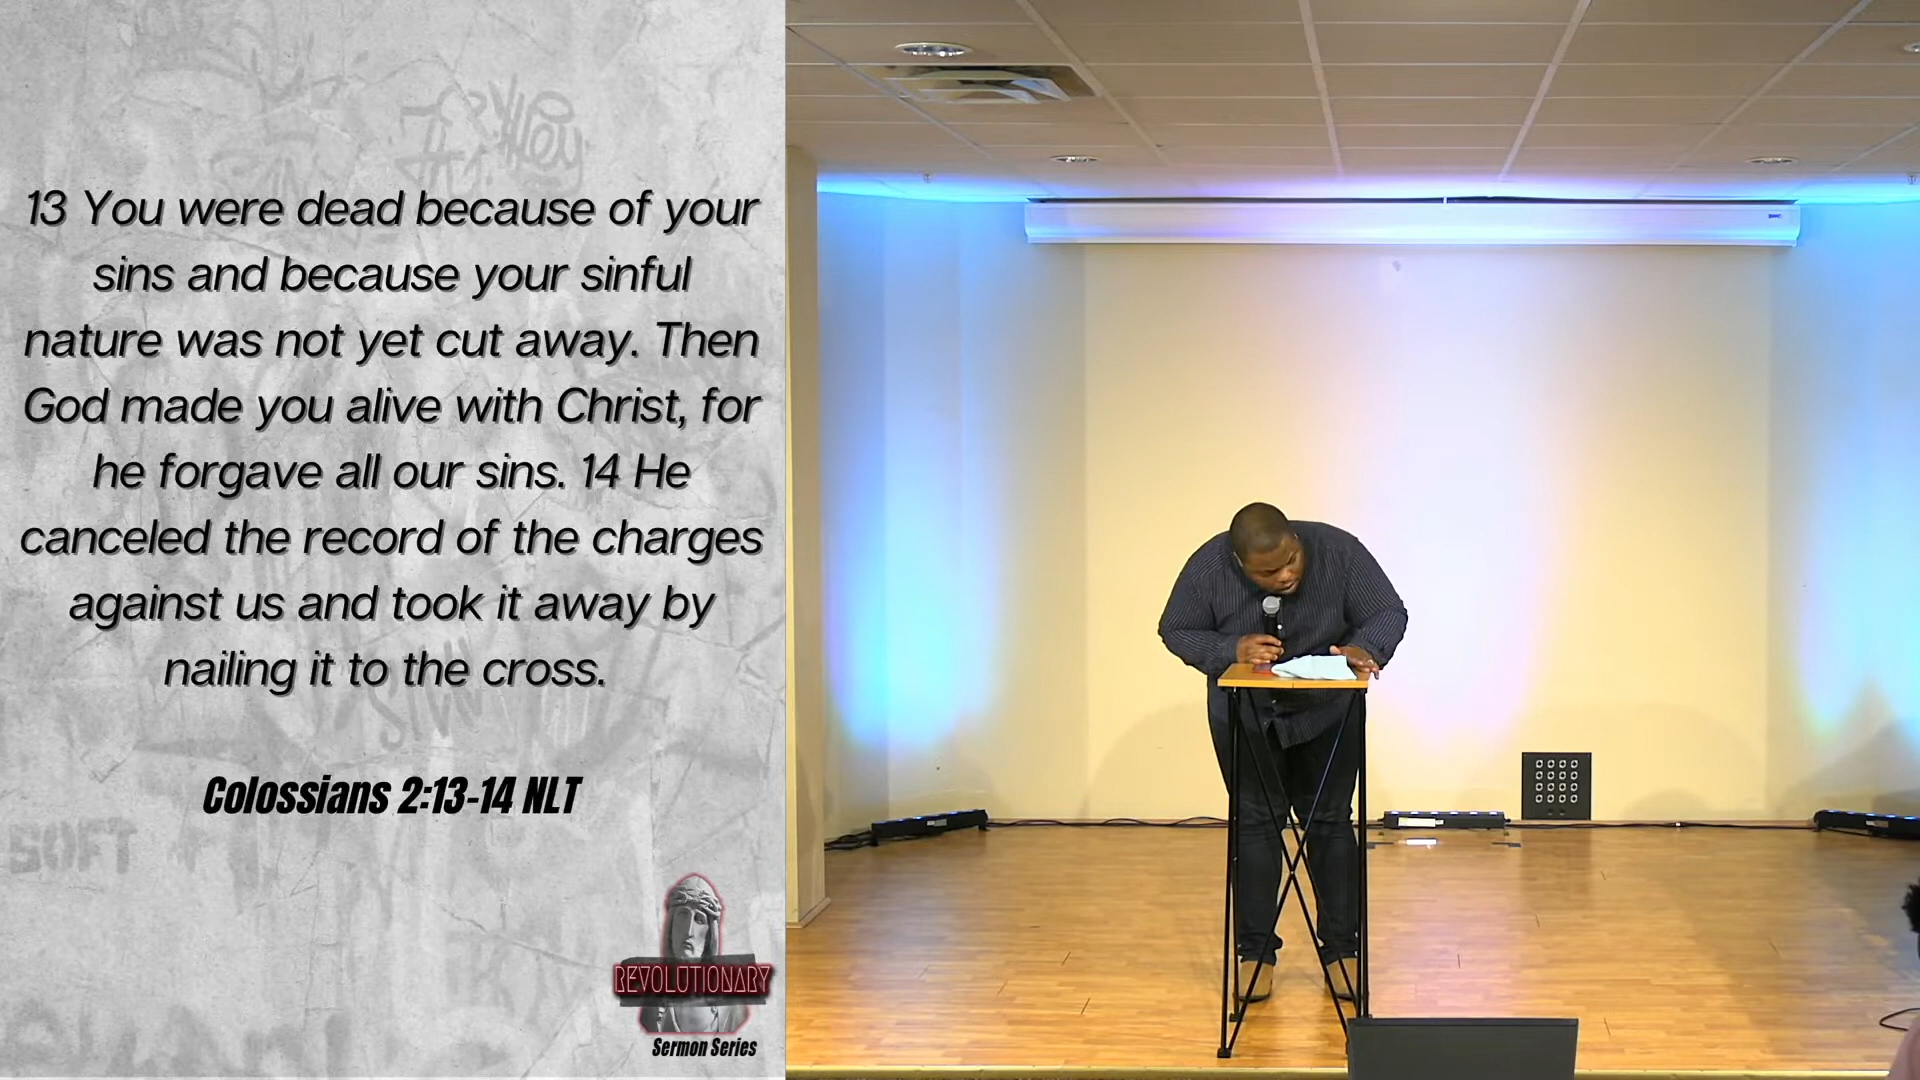 13 You were dead because of your
sins and because your sinful
nature was not yet cut away. Then
God made you alive with Christ, for
he forgave all our sins. 14 He
canceled the record of the charges
against us and took it away by
nailing it to the cross.
Colossians 2:13-14 NLT
SOFT
REVOLUTIONARY
Sermon Series